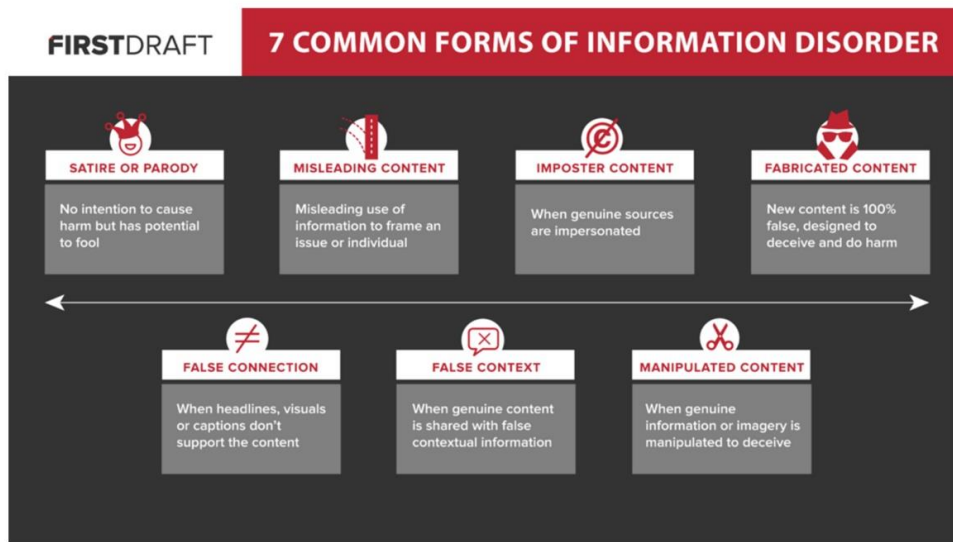 FIRSTDRAFT
7 COMMON FORMS OF INFORMATION DISORDER
SATIRE OR PARODY
No intention to cause
harm but has potential
to fool
MISLEADING CONTENT
Misleading use of
information to frame an
issue or individual
IMPOSTER CONTENT
When genuine sources
are impersonated
FABRICATED CONTENT
New content is 100%
false, designed to
deceive and do harm
FALSE CONNECTION
When headlines, visuals
or captions don't
support the content
FALSE CONTEXT
When genuine content
is shared with false
contextual information
MANIPULATED CONTENT
When genuine
information or imagery is
manipulated to deceive